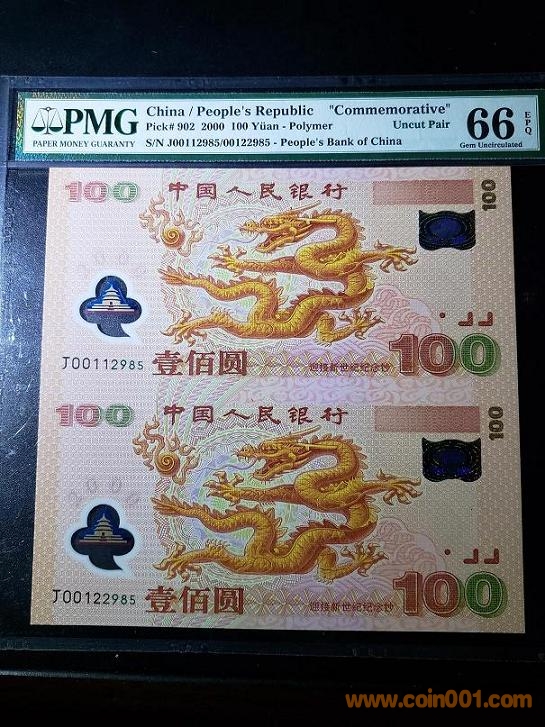 PMG
PAPER MONEY GUARANTY
China / People's Republic "Commemorative"
Pick# 902 2000 100 Yüan - Polymer Uncut Pair
S/N J00112985/00122985 - People's Bank of China
66 EPQ
Gem Uncirculated
100 中国人民银行 100
2000
J00112985 壹佰圆 迎接新世纪纪念钞 100
100 中国人民银行 100
2000
J00122985 壹佰圆 迎接新世纪纪念钞 100
www.coin001.com